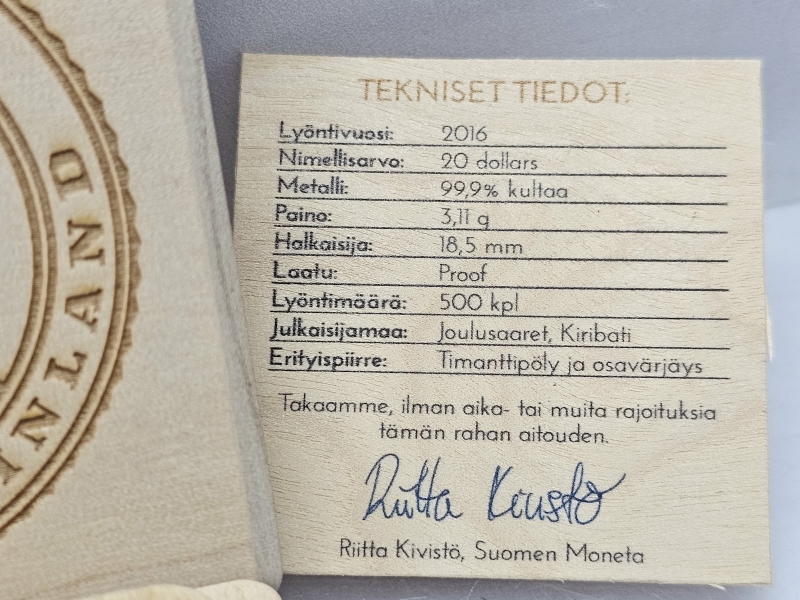 TEKNISET TIEDOT:
Lyöntivuosi: 2016
Nimellisarvo: 20 dollars
Metalli: 99,9% kultaa
Paino: 3,11 g
Halkaisija: 18,5 mm
Laatu: Proof
Lyöntimäärä: 500 kpl
Julkaisijamaa: Joulusaaret, Kiribati
Erityispiirre: Timanttipöly ja osavärjäys
Takaamme, ilman aika- tai muita rajoituksia
tämän rahan aitouden.
Riitta Kivistö
Riitta Kivistö, Suomen Moneta
INLAND